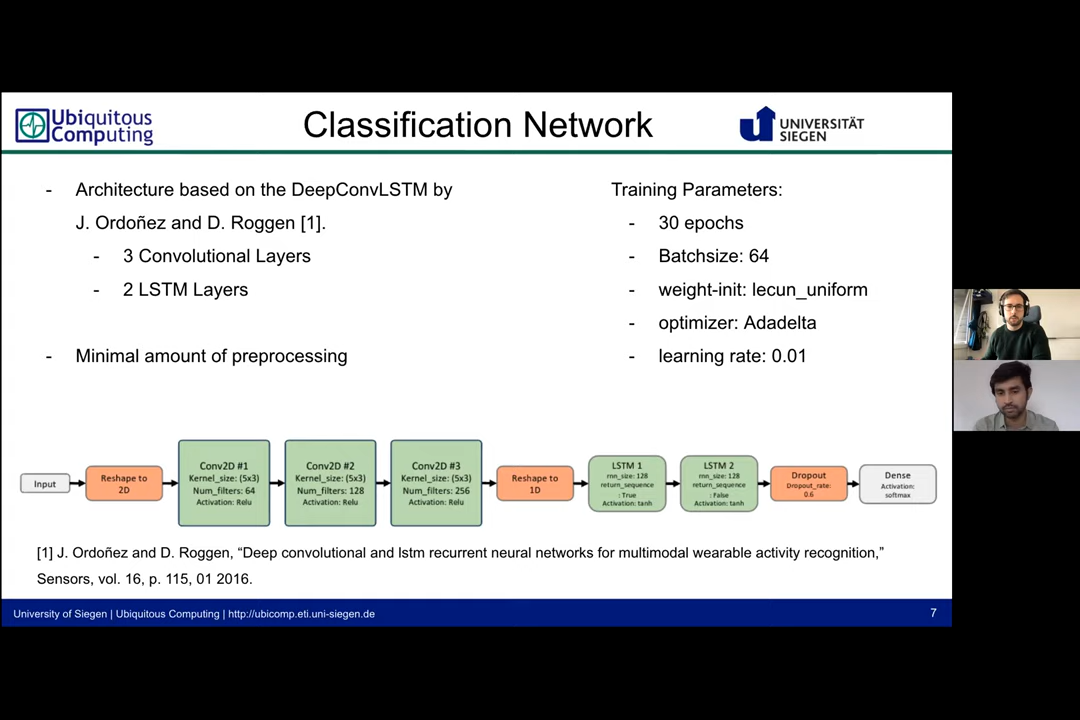 Ubiquitous
Computing
Classification Network
UNIVERSITÄT
SIEGEN
- Architecture based on the DeepConvLSTM by
J. Ordoñez and D. Roggen [1].
- 3 Convolutional Layers
- 2 LSTM Layers
- Minimal amount of preprocessing
Training Parameters:
- 30 epochs
- Batchsize: 64
- weight-init: lecun_uniform
- optimizer: Adadelta
- learning rate: 0.01
Input
Reshape to
2D
Conv2D #1
Kernel_size: (5x3)
Num_filters: 64
Activation: Relu
Conv2D #2
Kernel_size: (5x3)
Num_filters: 128
Activation: Relu
Conv2D #3
Kernel_size: (5x3)
Num_filters: 256
Activation: Relu
Reshape to
1D
LSTM 1
rnn_size: 128
return_sequence
: True
Activation: tanh
LSTM 2
rnn_size: 128
return_sequence
: False
Activation: tanh
Dropout
Dropout_rate:
0.6
Dense
Activation:
softmax
[1] J. Ordoñez and D. Roggen, “Deep convolutional and lstm recurrent neural networks for multimodal wearable activity recognition,”
Sensors, vol. 16, p. 115, 01 2016.
University of Siegen | Ubiquitous Computing | http://ubicomp.eti.uni-siegen.de
7